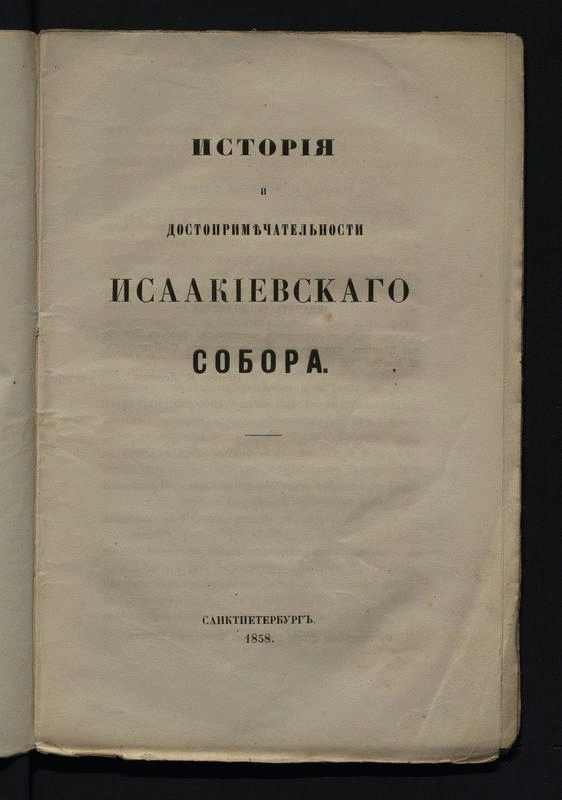 ИСТОРІЯ
И
ДОСТОПРИМѢЧАТЕЛЬНОСТИ
ИСААКІЕВСКАГО
СОБОРА.
САНКТПЕТЕРБУРГЪ.
1858.